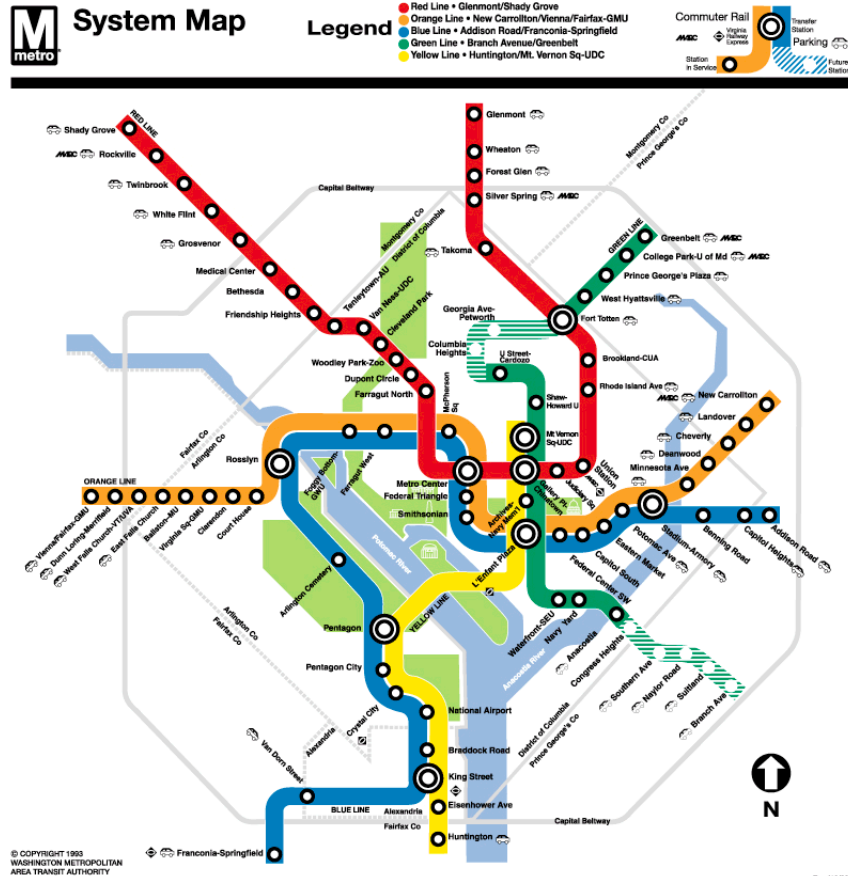 M
metro
System Map
Legend
Red Line • Glenmont/Shady Grove
Orange Line • New Carrollton/Vienna/Fairfax-GMU
Blue Line • Addison Road/Franconia-Springfield
Green Line • Branch Avenue/Greenbelt
Yellow Line • Huntington/Mt. Vernon Sq-UDC
Commuter Rail
MARC
Virginia
Railway
Express
Transfer
Station
Parking
Station
in Service
Future
Station
Shady Grove
RED LINE
MARC Rockville
Twinbrook
White Flint
Grosvenor
Medical Center
Bethesda
Friendship Heights
Tenleytown-AU
Van Ness-UDC
Cleveland Park
Woodley Park-Zoo
Dupont Circle
Farragut North
Glenmont
Wheaton
Forest Glen
Silver Spring MARC
Takoma
Montgomery Co
Prince George's Co
Capital Beltway
Montgomery Co
District of Columbia
GREEN LINE
Greenbelt MARC
College Park-U of Md MARC
Prince George's Plaza
West Hyattsville
Fort Totten
Georgia Ave-
Petworth
Columbia
Heights
U Street-
Cardozo
Shaw-
Howard U
Mt Vernon
Sq-UDC
Brookland-CUA
Rhode Island Ave
MARC New Carrollton
Landover
Cheverly
Deanwood
Minnesota Ave
Union
Station
MARC
Judiciary Sq
Gallery Pl-
Chinatown
McPherson
Sq
Metro Center
Federal Triangle
Smithsonian
Archives-
Navy Mem'l
L'Enfant Plaza
Fairfax Co
Arlington Co
Rosslyn
Foggy Bottom-
GWU
Farragut West
ORANGE LINE
Vienna/Fairfax-GMU
Dunn Loring-Merrifield
West Falls Church-VT/UVA
East Falls Church
Ballston-MU
Virginia Sq-GMU
Clarendon
Court House
Stadium-Armory
Potomac Ave
Eastern Market
Capitol South
Federal Center SW
Benning Road
Capitol Heights
Addison Road
Potomac River
Arlington Cemetery
Pentagon
YELLOW LINE
Pentagon City
Crystal City
National Airport
Braddock Road
King Street
Eisenhower Ave
Huntington
Waterfront-SEU
Navy Yard
Anacostia
Congress Heights
Southern Ave
Naylor Road
Suitland
Branch Ave
Anacostia River
District of Columbia
Prince George's Co
Arlington Co
Fairfax Co
Alexandria
Van Dorn Street
BLUE LINE
Alexandria
Fairfax Co
Franconia-Springfield
Capital Beltway
N
© COPYRIGHT 1993
WASHINGTON METROPOLITAN
AREA TRANSIT AUTHORITY